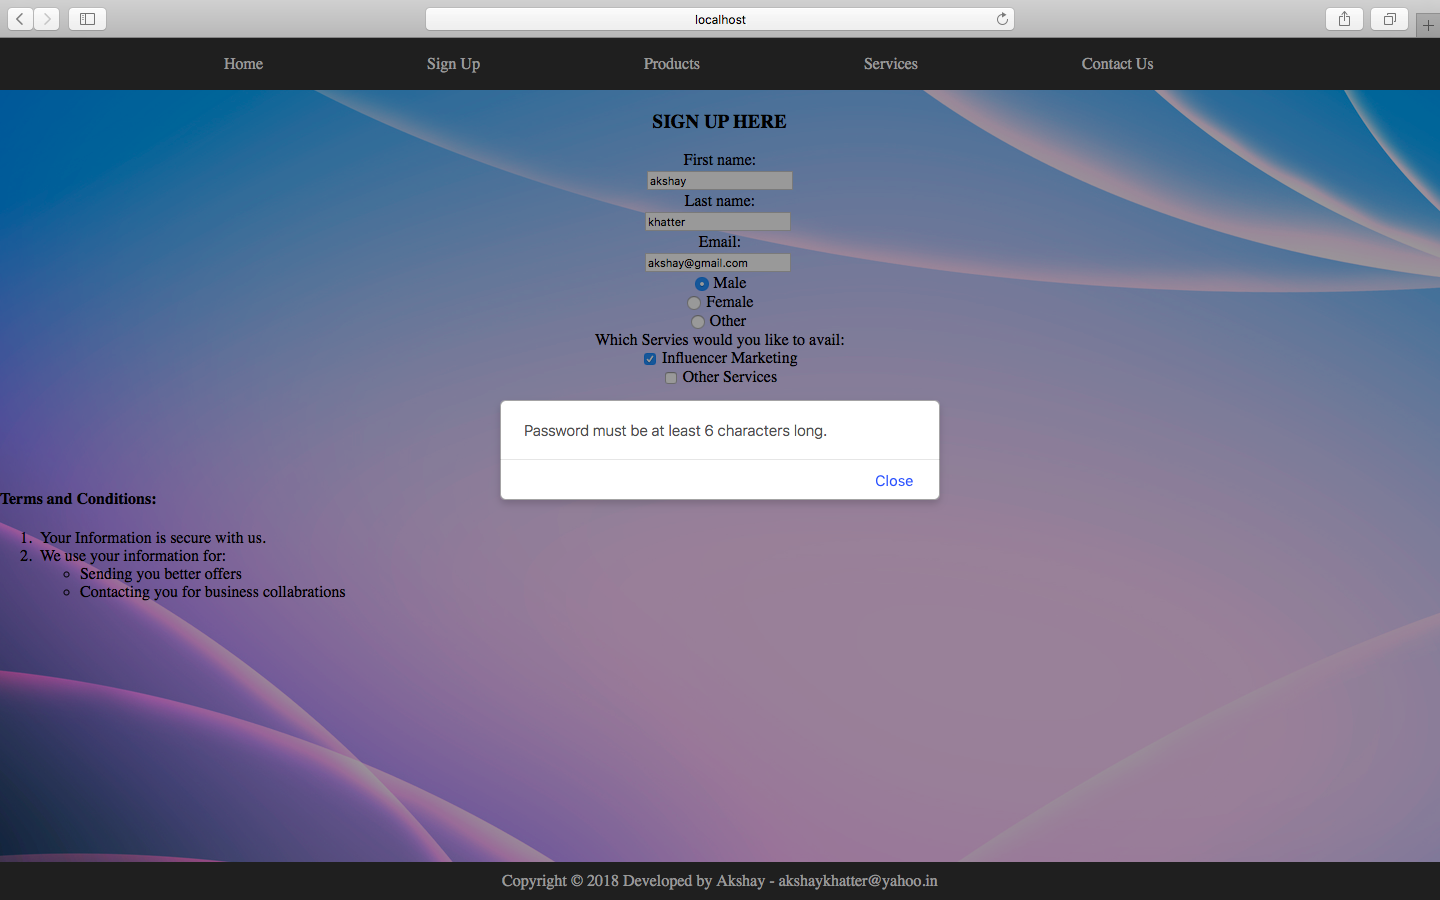 localhost
Home Sign Up Products Services Contact Us
SIGN UP HERE
First name:
akshay
Last name:
khatter
Email:
akshay@gmail.com
Male
Female
Other
Which Servies would you like to avail:
Influencer Marketing
Other Services
Password must be at least 6 characters long.
Close
Terms and Conditions:
1. Your Information is secure with us.
2. We use your information for:
Sending you better offers
Contacting you for business collabrations
Copyright © 2018 Developed by Akshay - akshaykhatter@yahoo.in